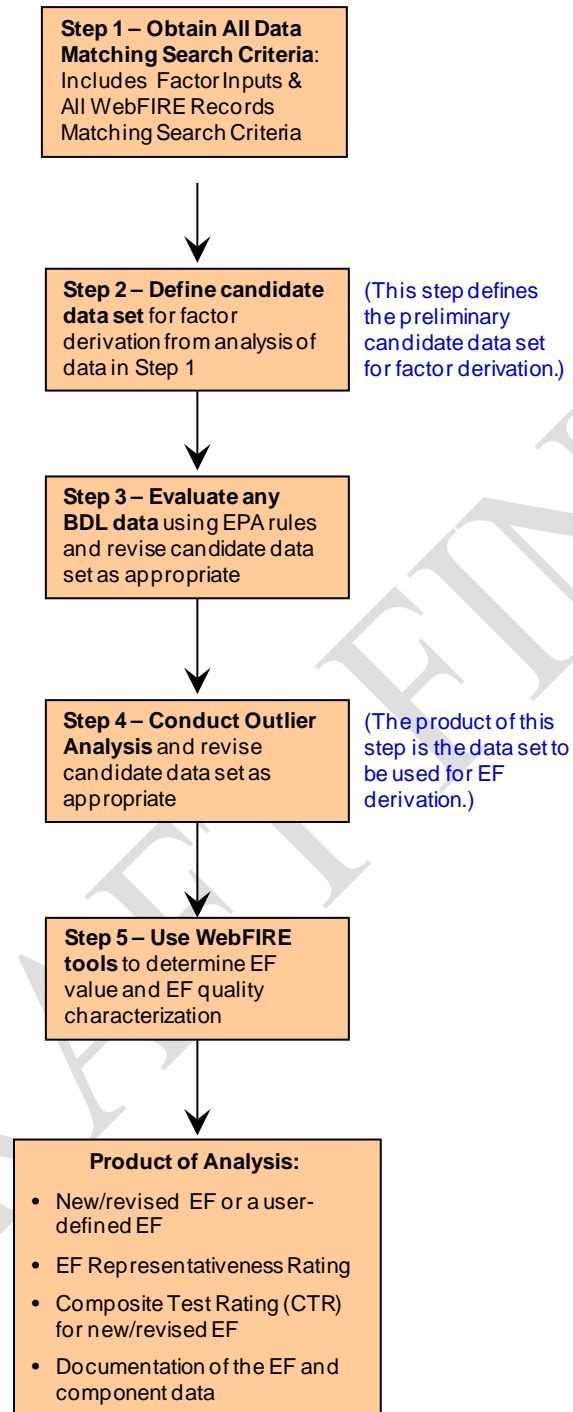 Step 1 – Obtain All Data
Matching Search Criteria:
Includes Factor Inputs &
All WebFIRE Records
Matching Search Criteria
Step 2 – Define candidate
data set for factor
derivation from analysis of
data in Step 1
(This step defines
the preliminary
candidate data set
for factor derivation.)
Step 3 – Evaluate any
BDL data using EPA rules
and revise candidate data
set as appropriate
Step 4 – Conduct Outlier
Analysis and revise
candidate data set as
appropriate
(The product of this
step is the data set to
be used for EF
derivation.)
Step 5 – Use WebFIRE
tools to determine EF
value and EF quality
characterization
Product of Analysis:
• New/revised EF or a user-
defined EF
• EF Representativeness Rating
• Composite Test Rating (CTR)
for new/revised EF
• Documentation of the EF and
component data